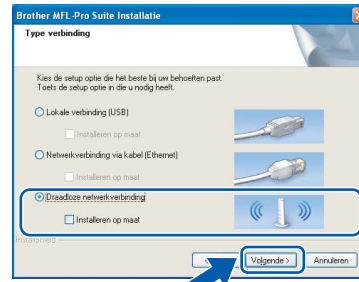 Brother MFL-Pro Suite Installatie
Type verbinding
Kies de setup optie die het beste bij uw behoeften past.
Toets de setup optie in die u nodig heeft.
Lokale verbinding (USB)
Installeren op maat
Netwerkverbinding via kabel (Ethernet)
Installeren op maat
Draadloze netwerkverbinding
Installeren op maat
InstallShield
Volgende >
Annuleren